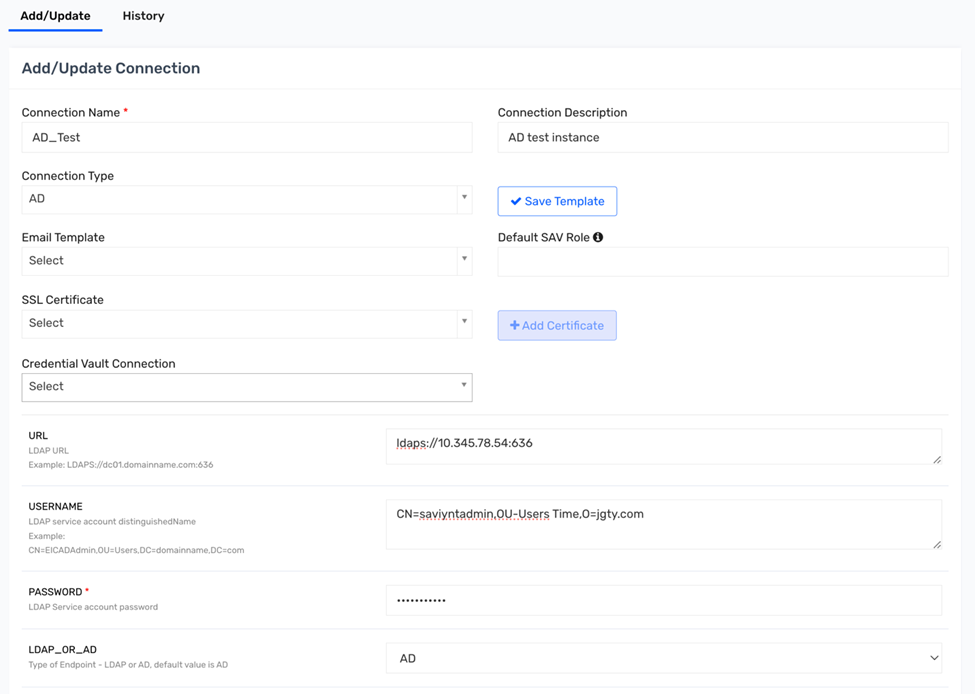 Add/Update History
Add/Update Connection
Connection Name * Connection Description
AD_Test AD test instance
Connection Type
AD Save Template
Email Template Default SAV Role
Select
SSL Certificate
Select Add Certificate
Credential Vault Connection
Select
URL
LDAP URL
Example: LDAPS://dc01.domainname.com:636
ldaps://10.345.78.54:636
USERNAME
LDAP service account distinguishedName
Example:
CN=EICADAdmin,OU=Users,DC=domainname,DC=com
CN=saviyntadmin,OU-Users Time,O=jgty.com
PASSWORD *
LDAP Service account password
•••••••••••
LDAP_OR_AD
Type of Endpoint - LDAP or AD, default value is AD
AD